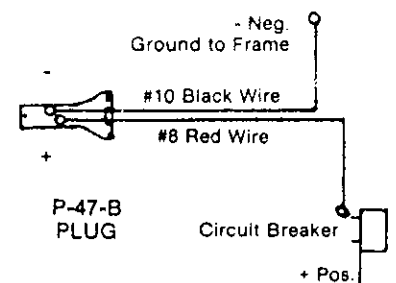 - Neg.
Ground to Frame
-
#10 Black Wire
#8 Red Wire
+
P-47-B
PLUG
Circuit Breaker
+ Pos.